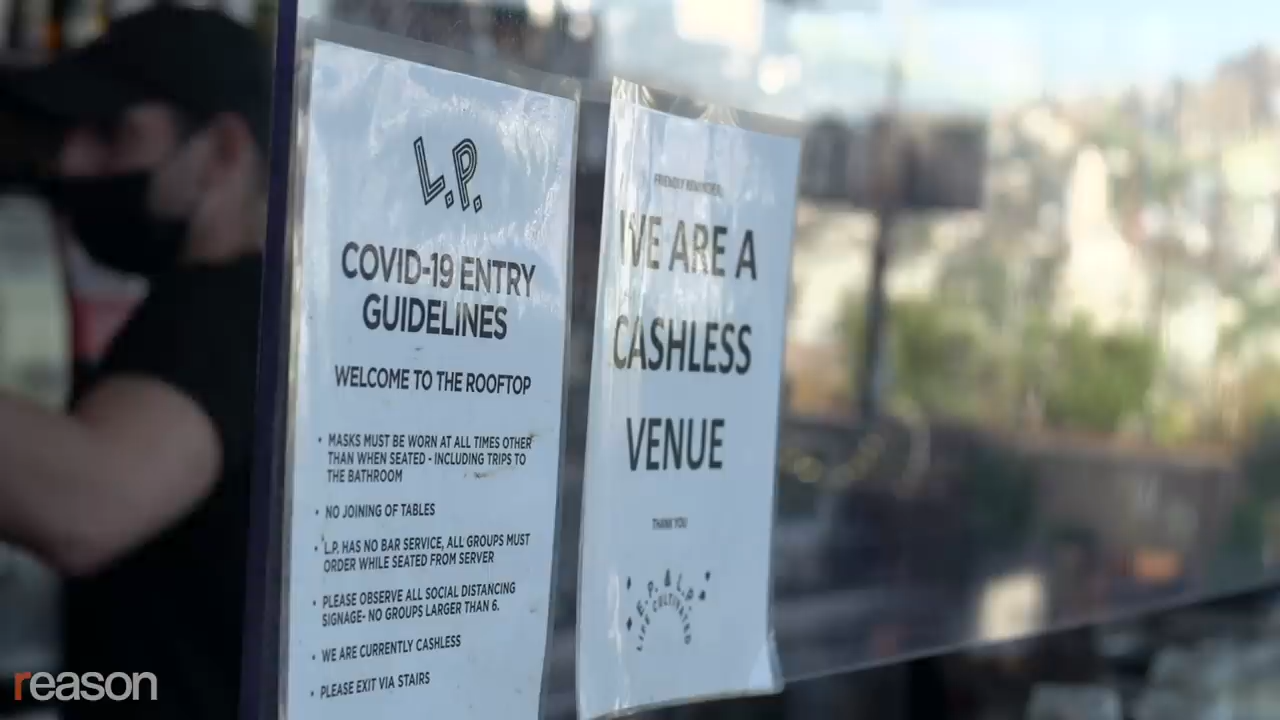 L.P.
COVID-19 ENTRY
GUIDELINES
WELCOME TO THE ROOFTOP
• MASKS MUST BE WORN AT ALL TIMES OTHER
THAN WHEN SEATED - INCLUDING TRIPS TO
THE BATHROOM
• NO JOINING OF TABLES
• L.P. HAS NO BAR SERVICE, ALL GROUPS MUST
ORDER WHILE SEATED FROM SERVER
• PLEASE OBSERVE ALL SOCIAL DISTANCING
SIGNAGE- NO GROUPS LARGER THAN 6.
• WE ARE CURRENTLY CASHLESS
• PLEASE EXIT VIA STAIRS
FRIENDLY REMINDER,
WE ARE A
CASHLESS
VENUE
THANK YOU
E.P. & L.P.
LIFE CULTIVATED
reason